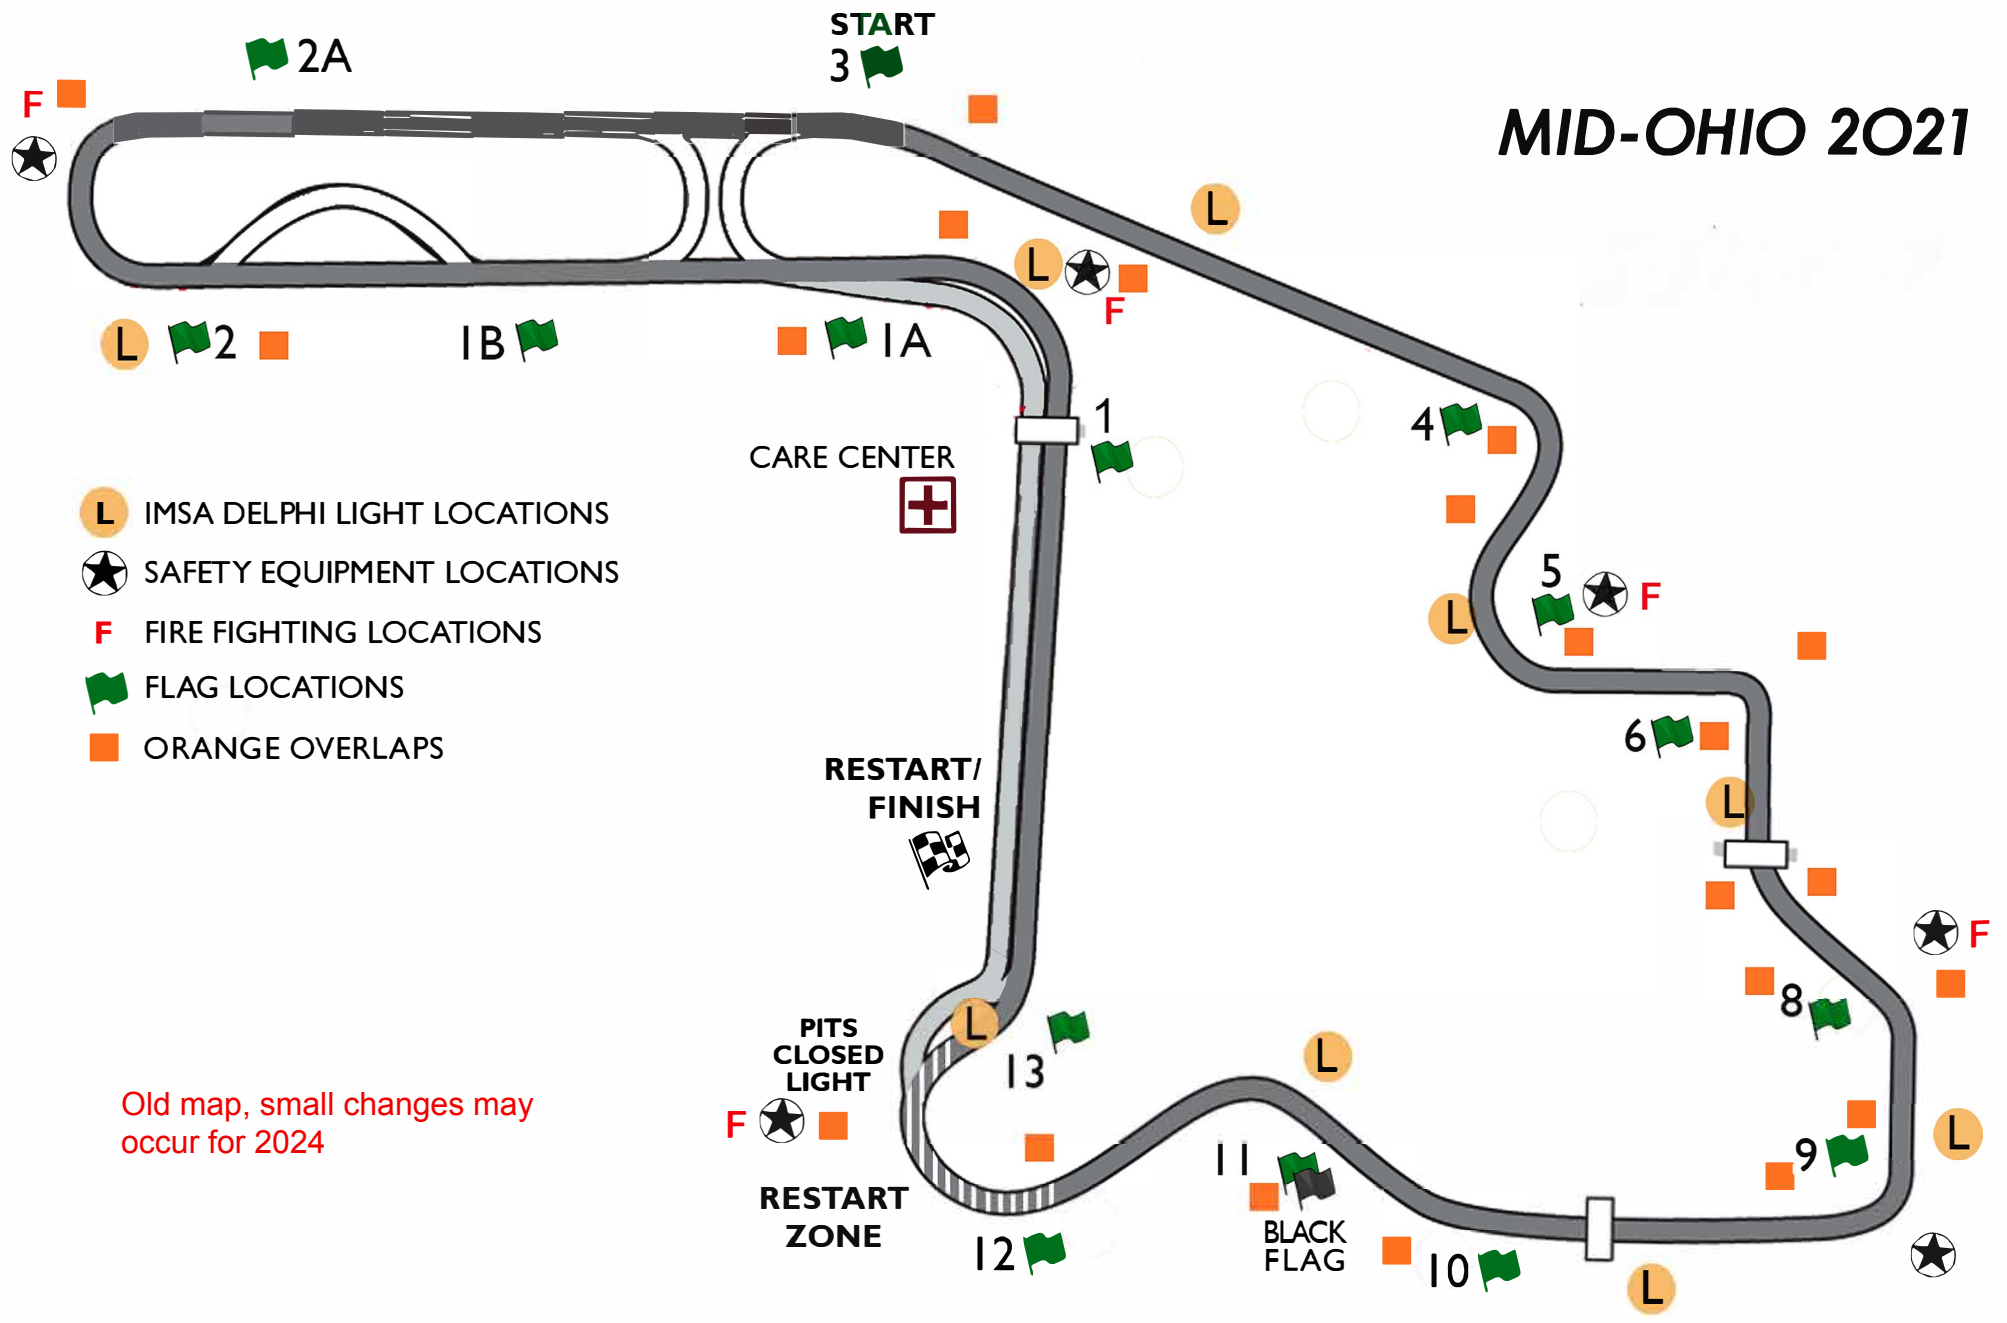 START
3
2A
F
MID-OHIO 2021
L
L
F
L
2
1B
1A
1
4
CARE CENTER
L IMSA DELPHI LIGHT LOCATIONS
SAFETY EQUIPMENT LOCATIONS
F FIRE FIGHTING LOCATIONS
FLAG LOCATIONS
ORANGE OVERLAPS
5
F
L
6
L
RESTART/
FINISH
F
8
L
13
PITS
CLOSED
LIGHT
F
L
Old map, small changes may
occur for 2024
L
9
11
RESTART
ZONE
12
BLACK
FLAG
10
L